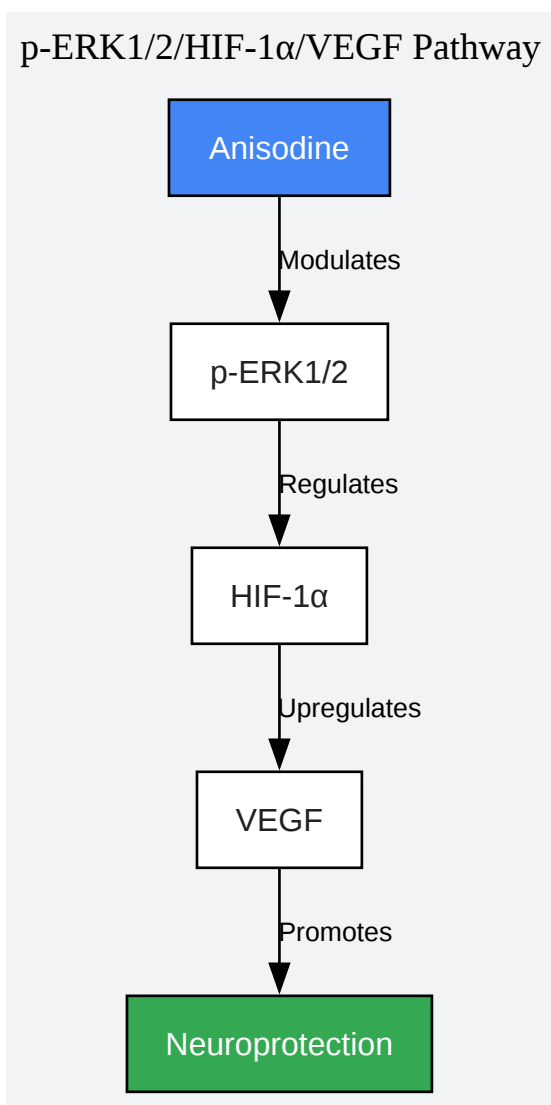 p-ERK1/2/HIF-1α/VEGF Pathway
Anisodine
Modulates
p-ERK1/2
Regulates
HIF-1α
Upregulates
VEGF
Promotes
Neuroprotection